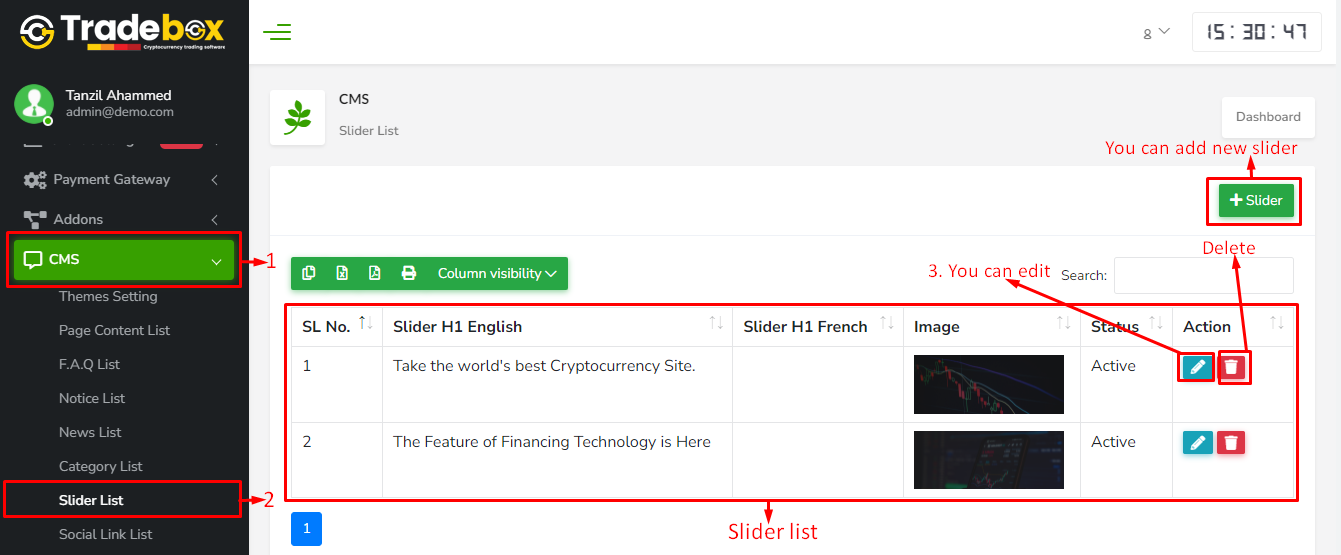 Tradebox
Cryptocurrency trading software
15:30:47
Tanzil Ahammed
admin@demo.com
CMS
Slider List
Dashboard
You can add new slider
Payment Gateway
Addons
+ Slider
CMS
1
Delete
3. You can edit
Column visibility
Search:
Themes Setting
Page Content List
F.A.Q List
Notice List
News List
Category List
Slider List
2
Social Link List
SL No. Slider H1 English Slider H1 French Image Status Action
1 Take the world's best Cryptocurrency Site. Active
2 The Feature of Financing Technology is Here Active
1
Slider list